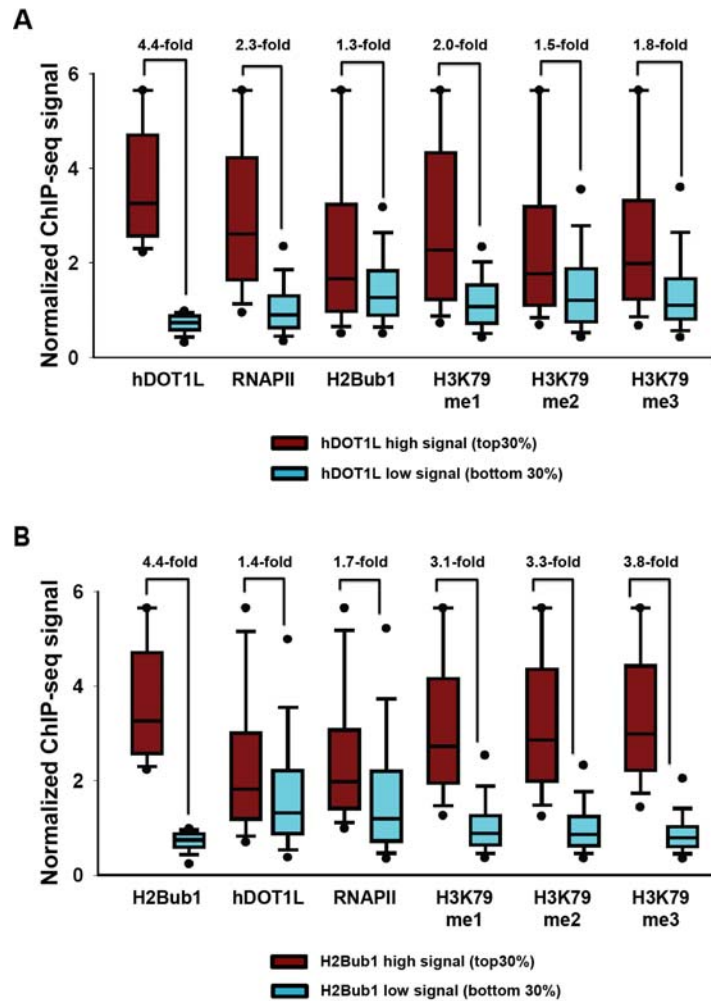 A
4.4-fold 2.3-fold 1.3-fold 2.0-fold 1.5-fold 1.8-fold
Normalized ChIP-seq signal
6
4
2
0
hDOT1L RNAPII H2Bub1 H3K79 H3K79 H3K79
me1 me2 me3
hDOT1L high signal (top30%)
hDOT1L low signal (bottom 30%)
B
4.4-fold 1.4-fold 1.7-fold 3.1-fold 3.3-fold 3.8-fold
Normalized ChIP-seq signal
6
4
2
0
H2Bub1 hDOT1L RNAPII H3K79 H3K79 H3K79
me1 me2 me3
H2Bub1 high signal (top30%)
H2Bub1 low signal (bottom 30%)